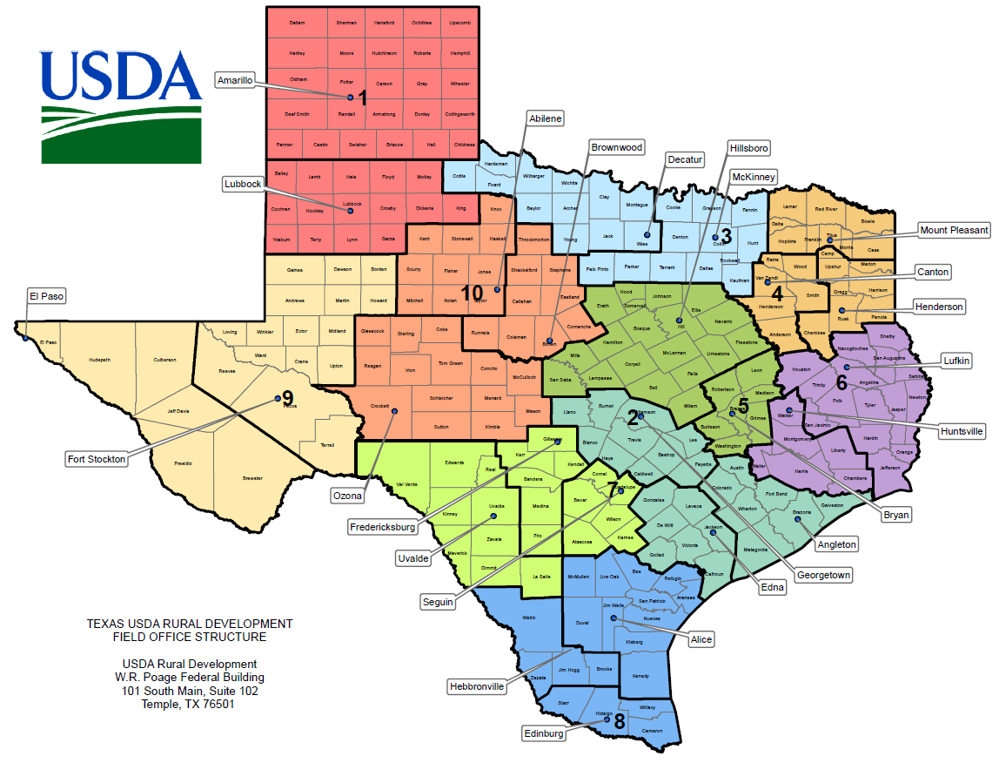 USDA
Dallam
Sherman
Hansford
Ochiltree
Lipscomb
Hartley
Moore
Hutchinson
Roberts
Hemphill
Oldham
Potter
Carson
Gray
Wheeler
Amarillo
1
Deaf Smith
Randall
Armstrong
Donley
Collingsworth
Parmer
Castro
Swisher
Briscoe
Hall
Childress
Abilene
Brownwood
Decatur
Hillsboro
McKinney
Lubbock
Bailey
Lamb
Hale
Floyd
Motley
Cottle
Hardeman
Foard
Wilbarger
Wichita
Clay
Montague
Cooke
Grayson
Fannin
Lamar
Red River
Bowie
Cochran
Hockley
Lubbock
Crosby
Dickens
King
Knox
Baylor
Archer
Delta
Mount Pleasant
Yoakum
Terry
Lynn
Garza
Kent
Stonewall
Haskell
Throckmorton
Young
Jack
Wise
Denton
Collin
3
Hunt
Hopkins
Franklin
Titus
Morris
Cass
Camp
Rockwall
Rains
Wood
Upshur
Marion
Gaines
Dawson
Borden
Scurry
Fisher
Jones
Shackelford
Stephens
Palo Pinto
Parker
Tarrant
Dallas
Kaufman
Van Zandt
Canton
4
Smith
Gregg
Harrison
Andrews
Martin
Howard
Mitchell
Nolan
Taylor
10
Callahan
Eastland
Erath
Hood
Somervell
Johnson
Ellis
Henderson
Rusk
Panola
Henderson
El Paso
El Paso
Hudspeth
Culberson
Loving
Winkler
Ector
Midland
Glasscock
Sterling
Coke
Runnels
Coleman
Brown
Comanche
Hamilton
Bosque
Hill
Navarro
Anderson
Cherokee
Shelby
Nacogdoches
San Augustine
Lufkin
Reeves
Ward
Crane
Upton
Reagan
Irion
Tom Green
Concho
McCulloch
Mills
Coryell
McLennan
Limestone
Freestone
Leon
Houston
Trinity
6
Angelina
Sabine
Newton
San Saba
Lampasas
Bell
Falls
Robertson
Madison
Polk
Tyler
Jasper
Jeff Davis
Pecos
9
Crockett
Schleicher
Menard
Mason
Llano
Burnet
Williamson
2
Milam
Brazos
5
Grimes
Walker
San Jacinto
Hardin
Huntsville
Fort Stockton
Terrell
Sutton
Kimble
Gillespie
Blanco
Travis
Lee
Burleson
Washington
Montgomery
Liberty
Orange
Jefferson
Presidio
Brewster
Edwards
Kerr
Kendall
Hays
Bastrop
Caldwell
Fayette
Austin
Waller
Harris
Chambers
Ozona
Val Verde
Real
Bandera
Comal
Guadalupe
7
Colorado
Fort Bend
Galveston
Bryan
Fredericksburg
Kinney
Uvalde
Medina
Bexar
Wilson
Gonzales
Lavaca
Wharton
Brazoria
Angleton
Uvalde
Maverick
Zavala
Frio
Atascosa
Karnes
De Witt
Jackson
Victoria
Matagorda
Georgetown
Dimmit
La Salle
McMullen
Live Oak
Bee
Goliad
Refugio
Calhoun
Edna
Seguin
Webb
Duval
Jim Wells
San Patricio
Aransas
Nueces
Kleberg
Alice
Hebbronville
Zapata
Jim Hogg
Brooks
Kenedy
Starr
Hidalgo
8
Willacy
Cameron
Edinburg
TEXAS USDA RURAL DEVELOPMENT
FIELD OFFICE STRUCTURE
USDA Rural Development
W.R. Poage Federal Building
101 South Main, Suite 102
Temple, TX 76501